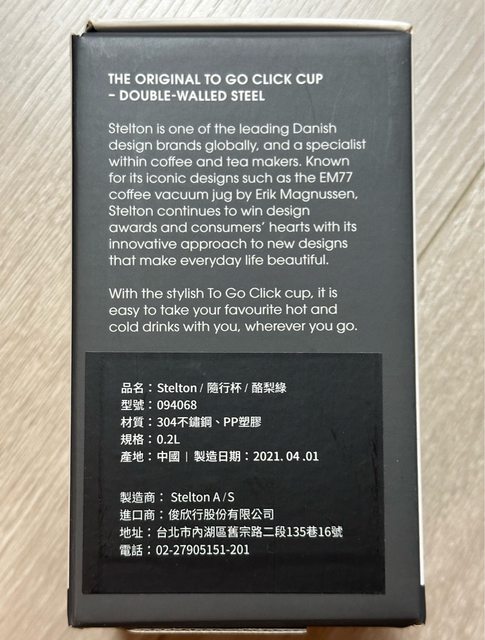 THE ORIGINAL TO GO CLICK CUP
– DOUBLE-WALLED STEEL
Stelton is one of the leading Danish
design brands globally, and a specialist
within coffee and tea makers. Known
for its iconic designs such as the EM77
coffee vacuum jug by Erik Magnussen,
Stelton continues to win design
awards and consumers' hearts with its
innovative approach to new designs
that make everyday life beautiful.
With the stylish To Go Click cup, it is
easy to take your favourite hot and
cold drinks with you, wherever you go.
品名：Stelton / 隨行杯 / 酪梨綠
型號：094068
材質：304不鏽鋼、PP塑膠
規格：0.2L
產地：中國 | 製造日期：2021. 04 .01
製造商： Stelton A / S
進口商：俊欣行股份有限公司
地址：台北市內湖區舊宗路二段135巷16號
電話：02-27905151-201